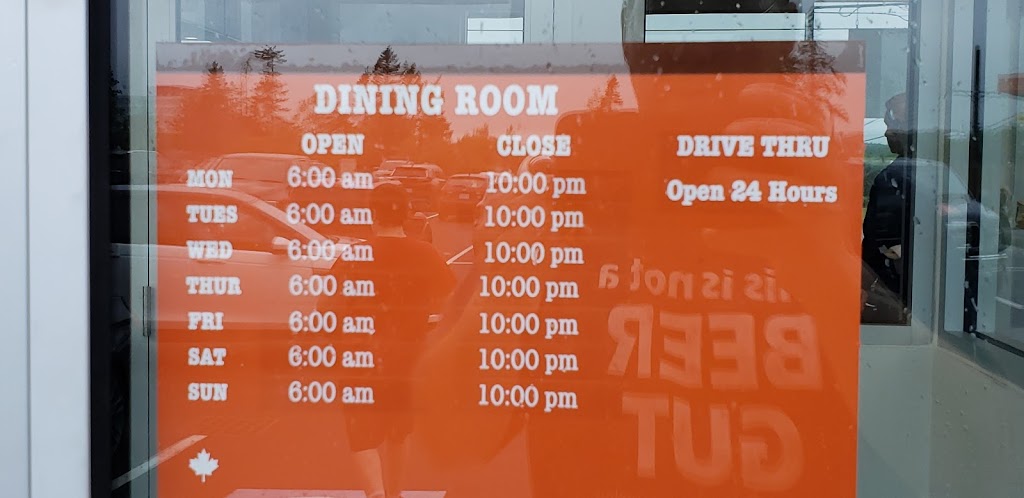 DINING ROOM
OPEN CLOSE DRIVE THRU
MON 6:00 am 10:00 pm Open 24 Hours
TUES 6:00 am 10:00 pm
WED 6:00 am 10:00 pm
THUR 6:00 am 10:00 pm
FRI 6:00 am 10:00 pm
SAT 6:00 am 10:00 pm
SUN 6:00 am 10:00 pm
is not a
BEER
GUT